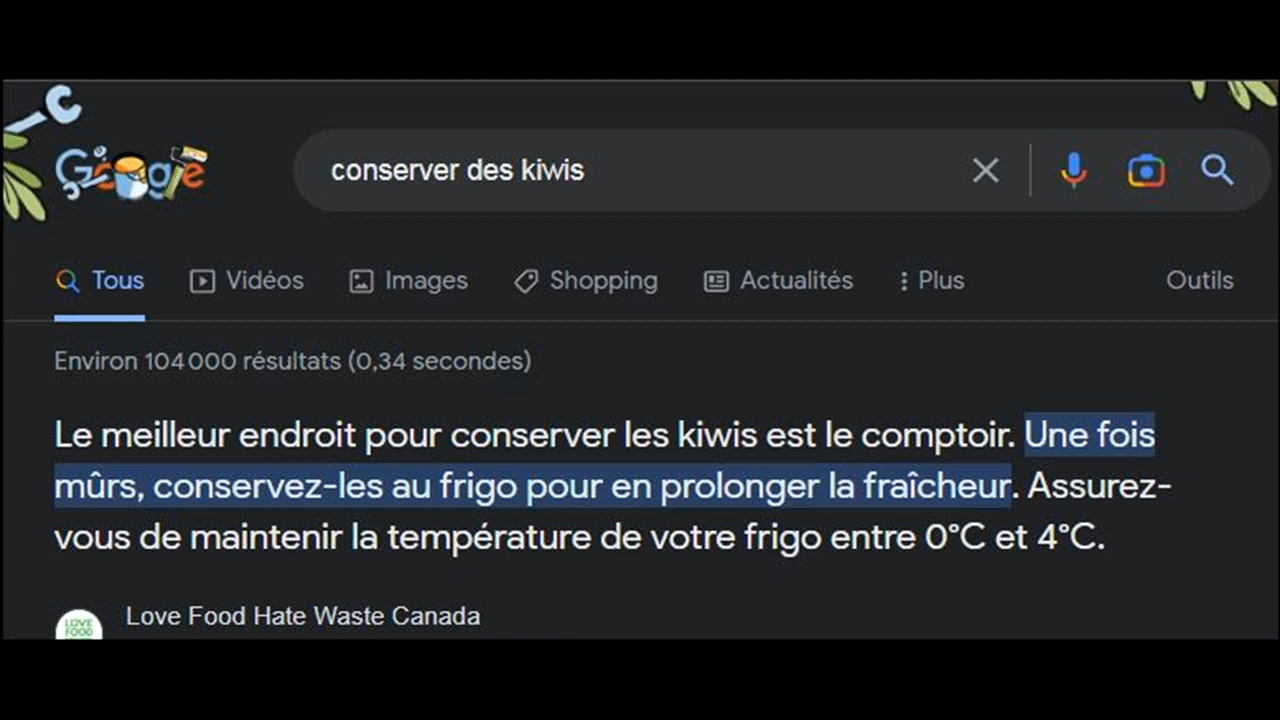 Google
conserver des kiwis
Tous Vidéos Images Shopping Actualités Plus Outils
Environ 104 000 résultats (0,34 secondes)
Le meilleur endroit pour conserver les kiwis est le comptoir. Une fois
mûrs, conservez-les au frigo pour en prolonger la fraîcheur. Assurez-
vous de maintenir la température de votre frigo entre 0°C et 4°C.
Love Food Hate Waste Canada
LOVE
FOOD